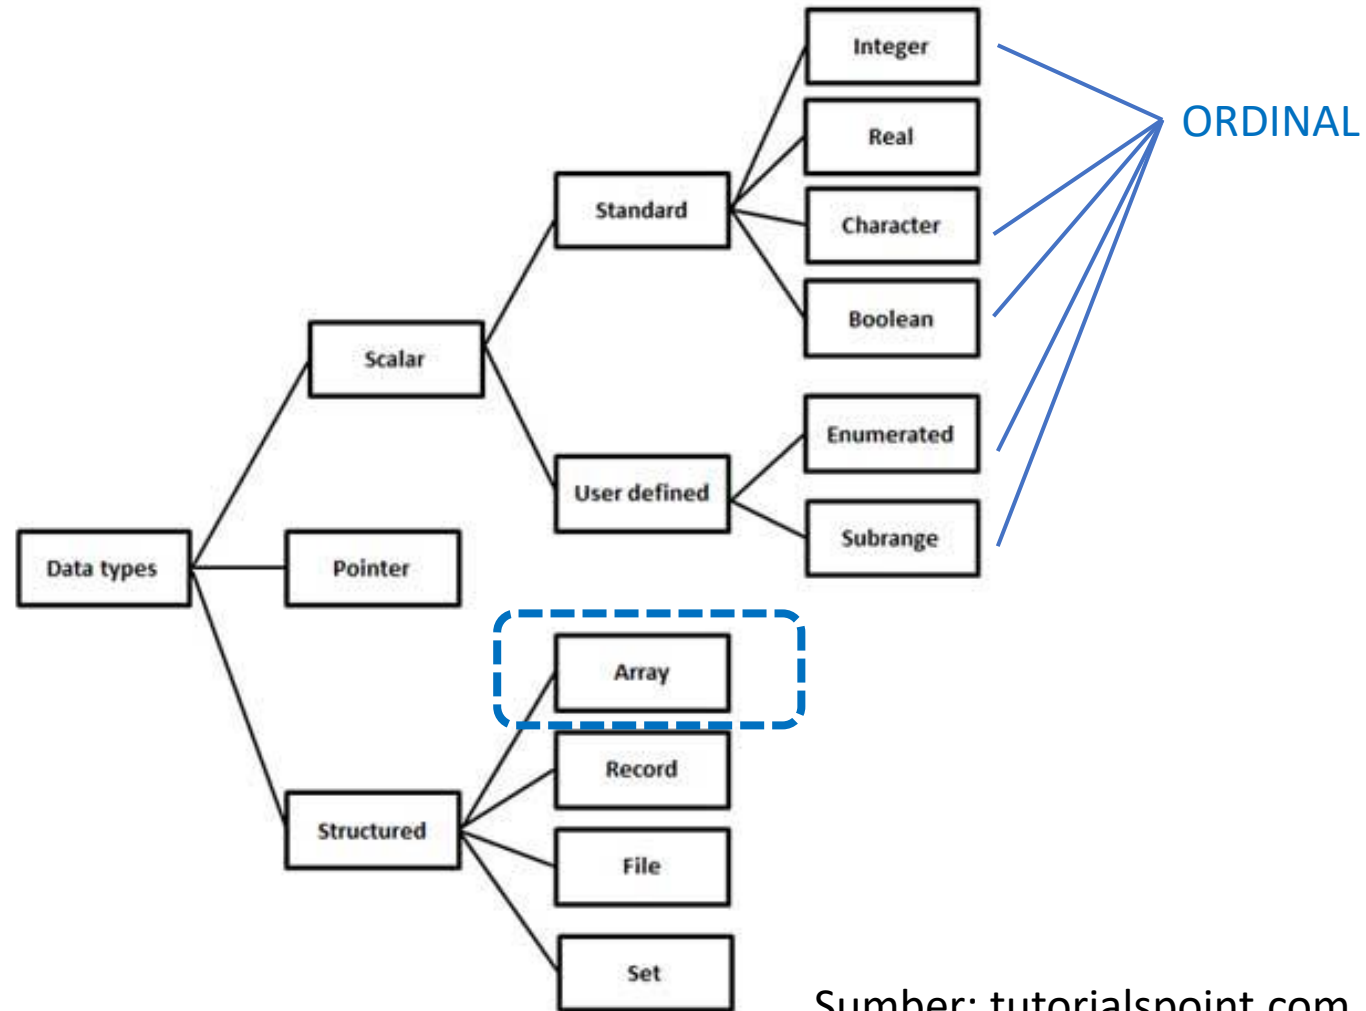 Integer
ORDINAL
Real
Standard
Character
Boolean
Scalar
Enumerated
User defined
Subrange
Data types
Pointer
Array
Record
Structured
File
Set
Sumber: tutorialspoint.com